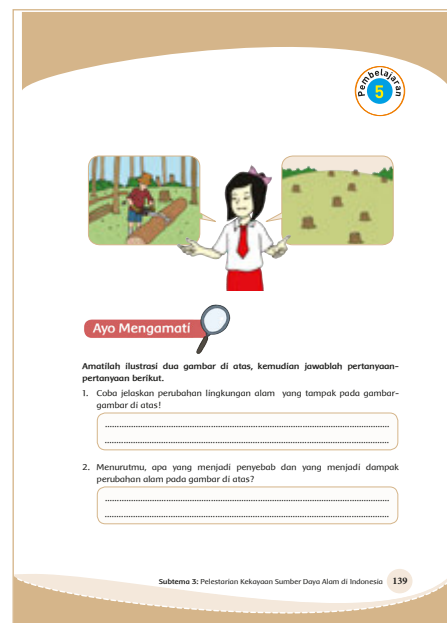 Pembelajaran
5
Ayo Mengamati
Amatilah ilustrasi dua gambar di atas, kemudian jawablah pertanyaan-
pertanyaan berikut.
1. Coba jelaskan perubahan lingkungan alam yang tampak pada gambar-
gambar di atas!
2. Menurutmu, apa yang menjadi penyebab dan yang menjadi dampak
perubahan alam pada gambar di atas?
Subtema 3: Pelestarian Kekayaan Sumber Daya Alam di Indonesia 139